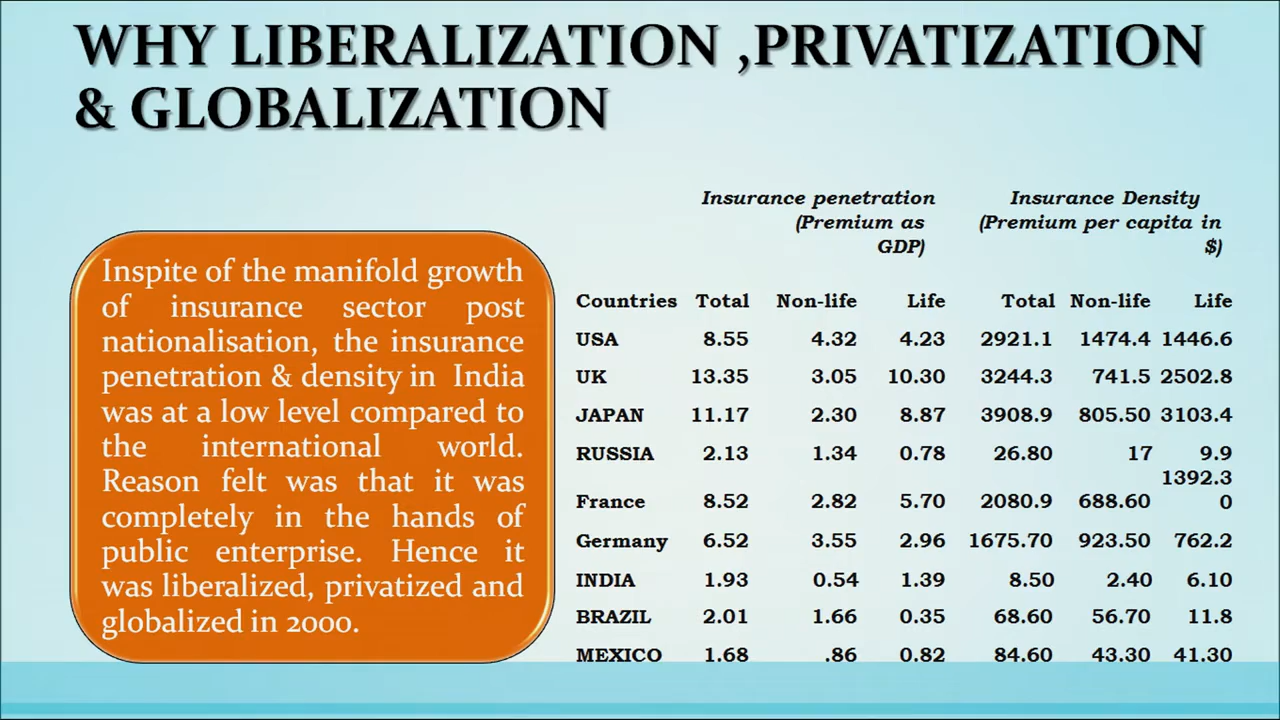 WHY LIBERALIZATION ,PRIVATIZATION
& GLOBALIZATION
Inspite of the manifold growth
of insurance sector post
nationalisation, the insurance
penetration & density in India
was at a low level compared to
the international world.
Reason felt was that it was
completely in the hands of
public enterprise. Hence it
was liberalized, privatized and
globalized in 2000.
Insurance penetration Insurance Density
(Premium as (Premium per capita in
GDP) $)
Countries Total Non-life Life Total Non-life Life
USA 8.55 4.32 4.23 2921.1 1474.4 1446.6
UK 13.35 3.05 10.30 3244.3 741.5 2502.8
JAPAN 11.17 2.30 8.87 3908.9 805.50 3103.4
RUSSIA 2.13 1.34 0.78 26.80 17 9.9
1392.3
France 8.52 2.82 5.70 2080.9 688.60 0
Germany 6.52 3.55 2.96 1675.70 923.50 762.2
INDIA 1.93 0.54 1.39 8.50 2.40 6.10
BRAZIL 2.01 1.66 0.35 68.60 56.70 11.8
MEXICO 1.68 .86 0.82 84.60 43.30 41.30